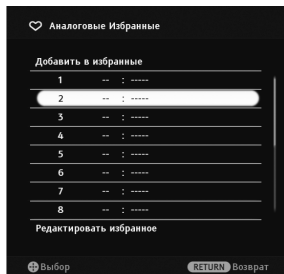 Аналоговые Избранные
Добавить в избранные
1 -- : -----
2 -- : -----
3 -- : -----
4 -- : -----
5 -- : -----
6 -- : -----
7 -- : -----
8 -- : -----
Редактировать избранное
Выбор RETURN Возврат